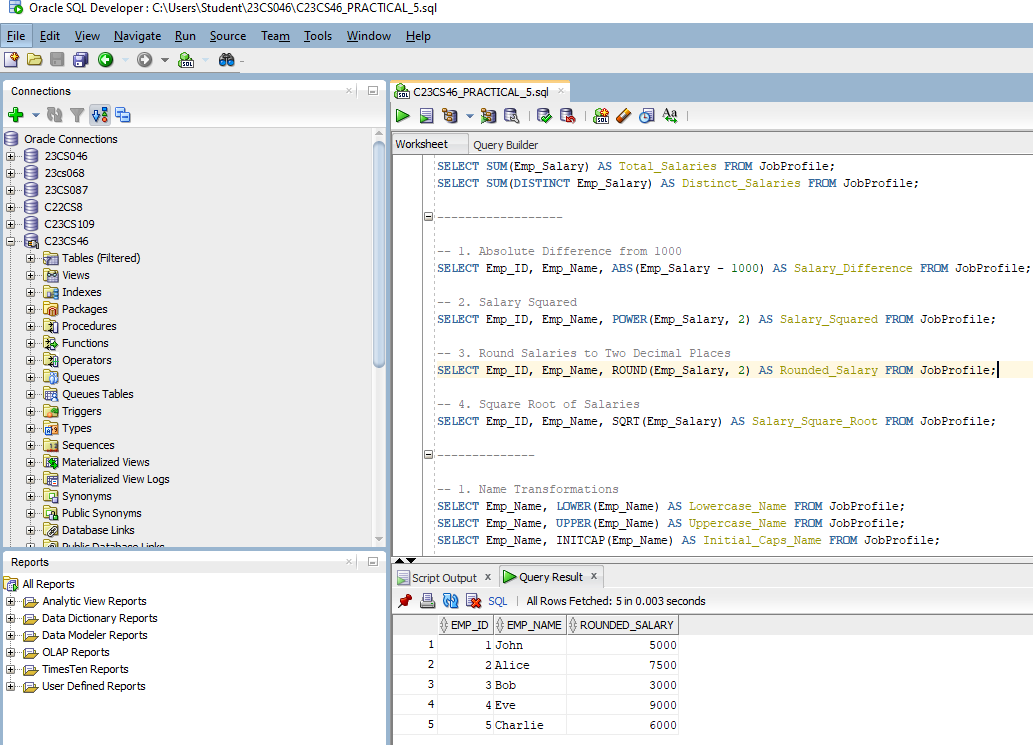 Oracle SQL Developer : C:\Users\Student\23CS046\C23CS46_PRACTICAL_5.sql
File Edit View Navigate Run Source Team Tools Window Help
Connections
Oracle Connections
23CS046
23cs068
23CS087
C22CS8
C23CS109
C23CS46
Tables (Filtered)
Views
Indexes
Packages
Procedures
Functions
Operators
Queues
Queues Tables
Triggers
Types
Sequences
Materialized Views
Materialized View Logs
Synonyms
Public Synonyms
Database Links
Public Database Links
Reports
All Reports
Analytic View Reports
Data Dictionary Reports
Data Modeler Reports
OLAP Reports
TimesTen Reports
User Defined Reports
C23CS46_PRACTICAL_5.sql
Worksheet Query Builder
SELECT SUM(Emp_Salary) AS Total_Salaries FROM JobProfile;
SELECT SUM(DISTINCT Emp_Salary) AS Distinct_Salaries FROM JobProfile;
------------------
-- 1. Absolute Difference from 1000
SELECT Emp_ID, Emp_Name, ABS(Emp_Salary - 1000) AS Salary_Difference FROM JobProfile;
-- 2. Salary Squared
SELECT Emp_ID, Emp_Name, POWER(Emp_Salary, 2) AS Salary_Squared FROM JobProfile;
-- 3. Round Salaries to Two Decimal Places
SELECT Emp_ID, Emp_Name, ROUND(Emp_Salary, 2) AS Rounded_Salary FROM JobProfile;
-- 4. Square Root of Salaries
SELECT Emp_ID, Emp_Name, SQRT(Emp_Salary) AS Salary_Square_Root FROM JobProfile;
--------------
-- 1. Name Transformations
SELECT Emp_Name, LOWER(Emp_Name) AS Lowercase_Name FROM JobProfile;
SELECT Emp_Name, UPPER(Emp_Name) AS Uppercase_Name FROM JobProfile;
SELECT Emp_Name, INITCAP(Emp_Name) AS Initial_Caps_Name FROM JobProfile;
Script Output x Query Result x
SQL | All Rows Fetched: 5 in 0.003 seconds
EMP_ID EMP_NAME ROUNDED_SALARY
1 1 John 5000
2 2 Alice 7500
3 3 Bob 3000
4 4 Eve 9000
5 5 Charlie 6000